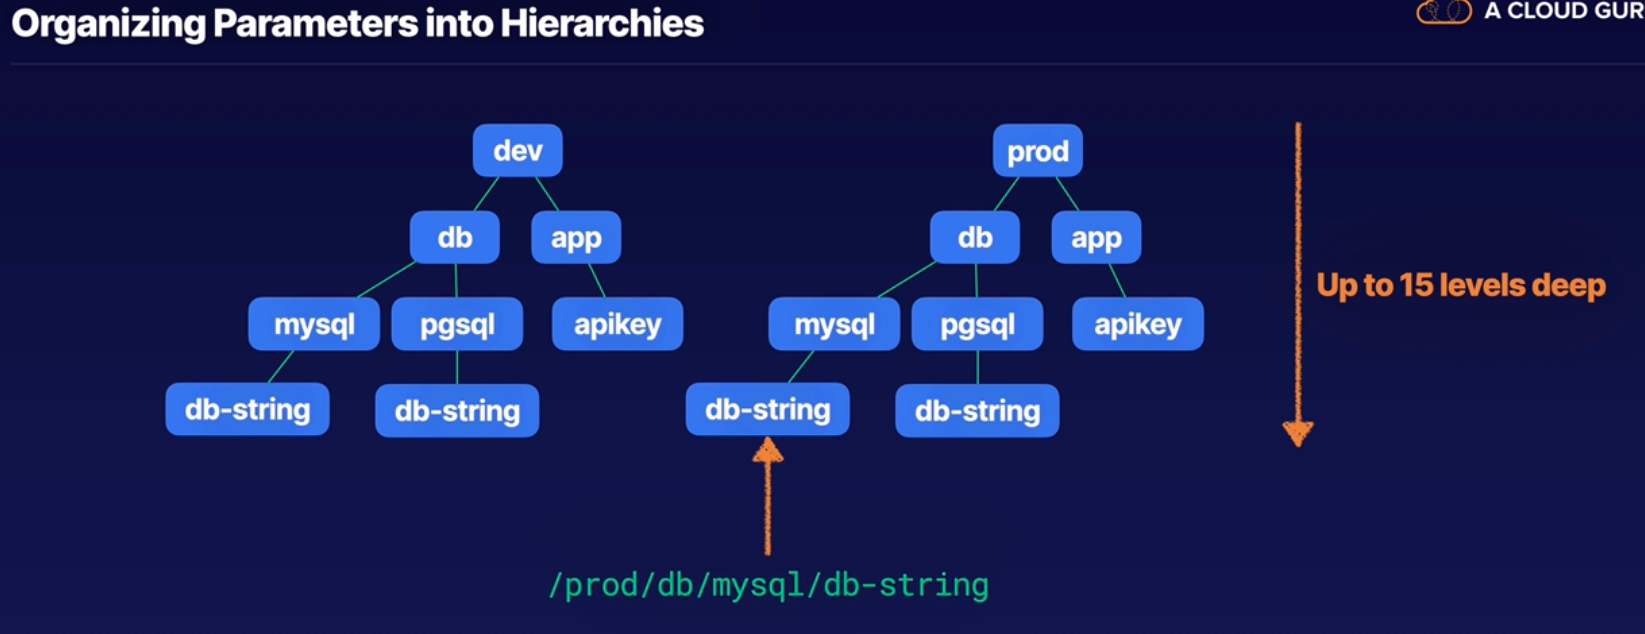 Organizing Parameters into Hierarchies
A CLOUD GUR
dev
prod
db
app
db
app
Up to 15 levels deep
mysql
pgsql
apikey
mysql
pgsql
apikey
db-string
db-string
db-string
db-string
/prod/db/mysql/db-string